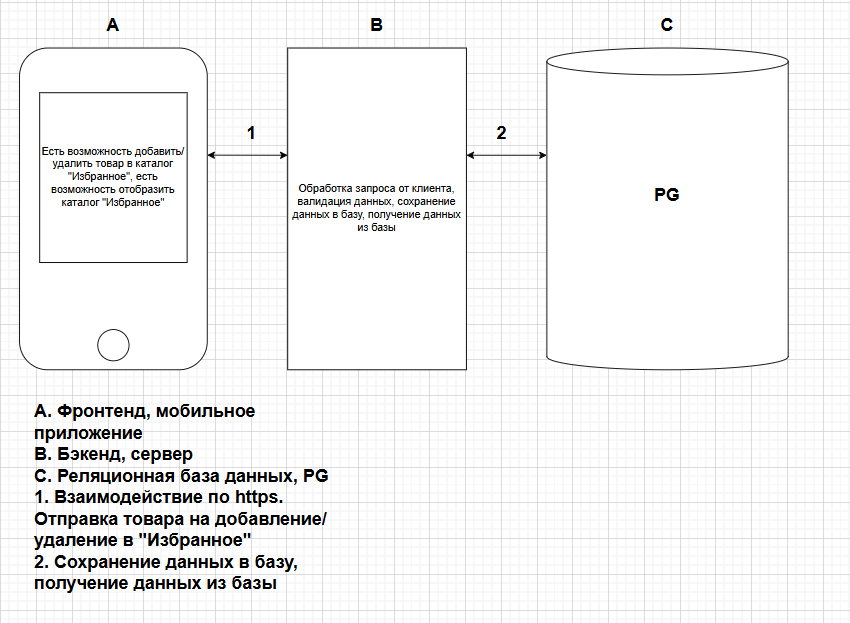 A
B
C
1
2
Есть возможность добавить/
удалить товар в каталог
"Избранное", есть
возможность отобразить
каталог "Избранное"
Обработка запроса от клиента,
валидация данных, сохранение
данных в базу, получение данных
из базы
PG
A. Фронтенд, мобильное
приложение
B. Бэкенд, сервер
C. Реляционная база данных, PG
1. Взаимодействие по https.
Отправка товара на добавление/
удаление в "Избранное"
2. Сохранение данных в базу,
получение данных из базы